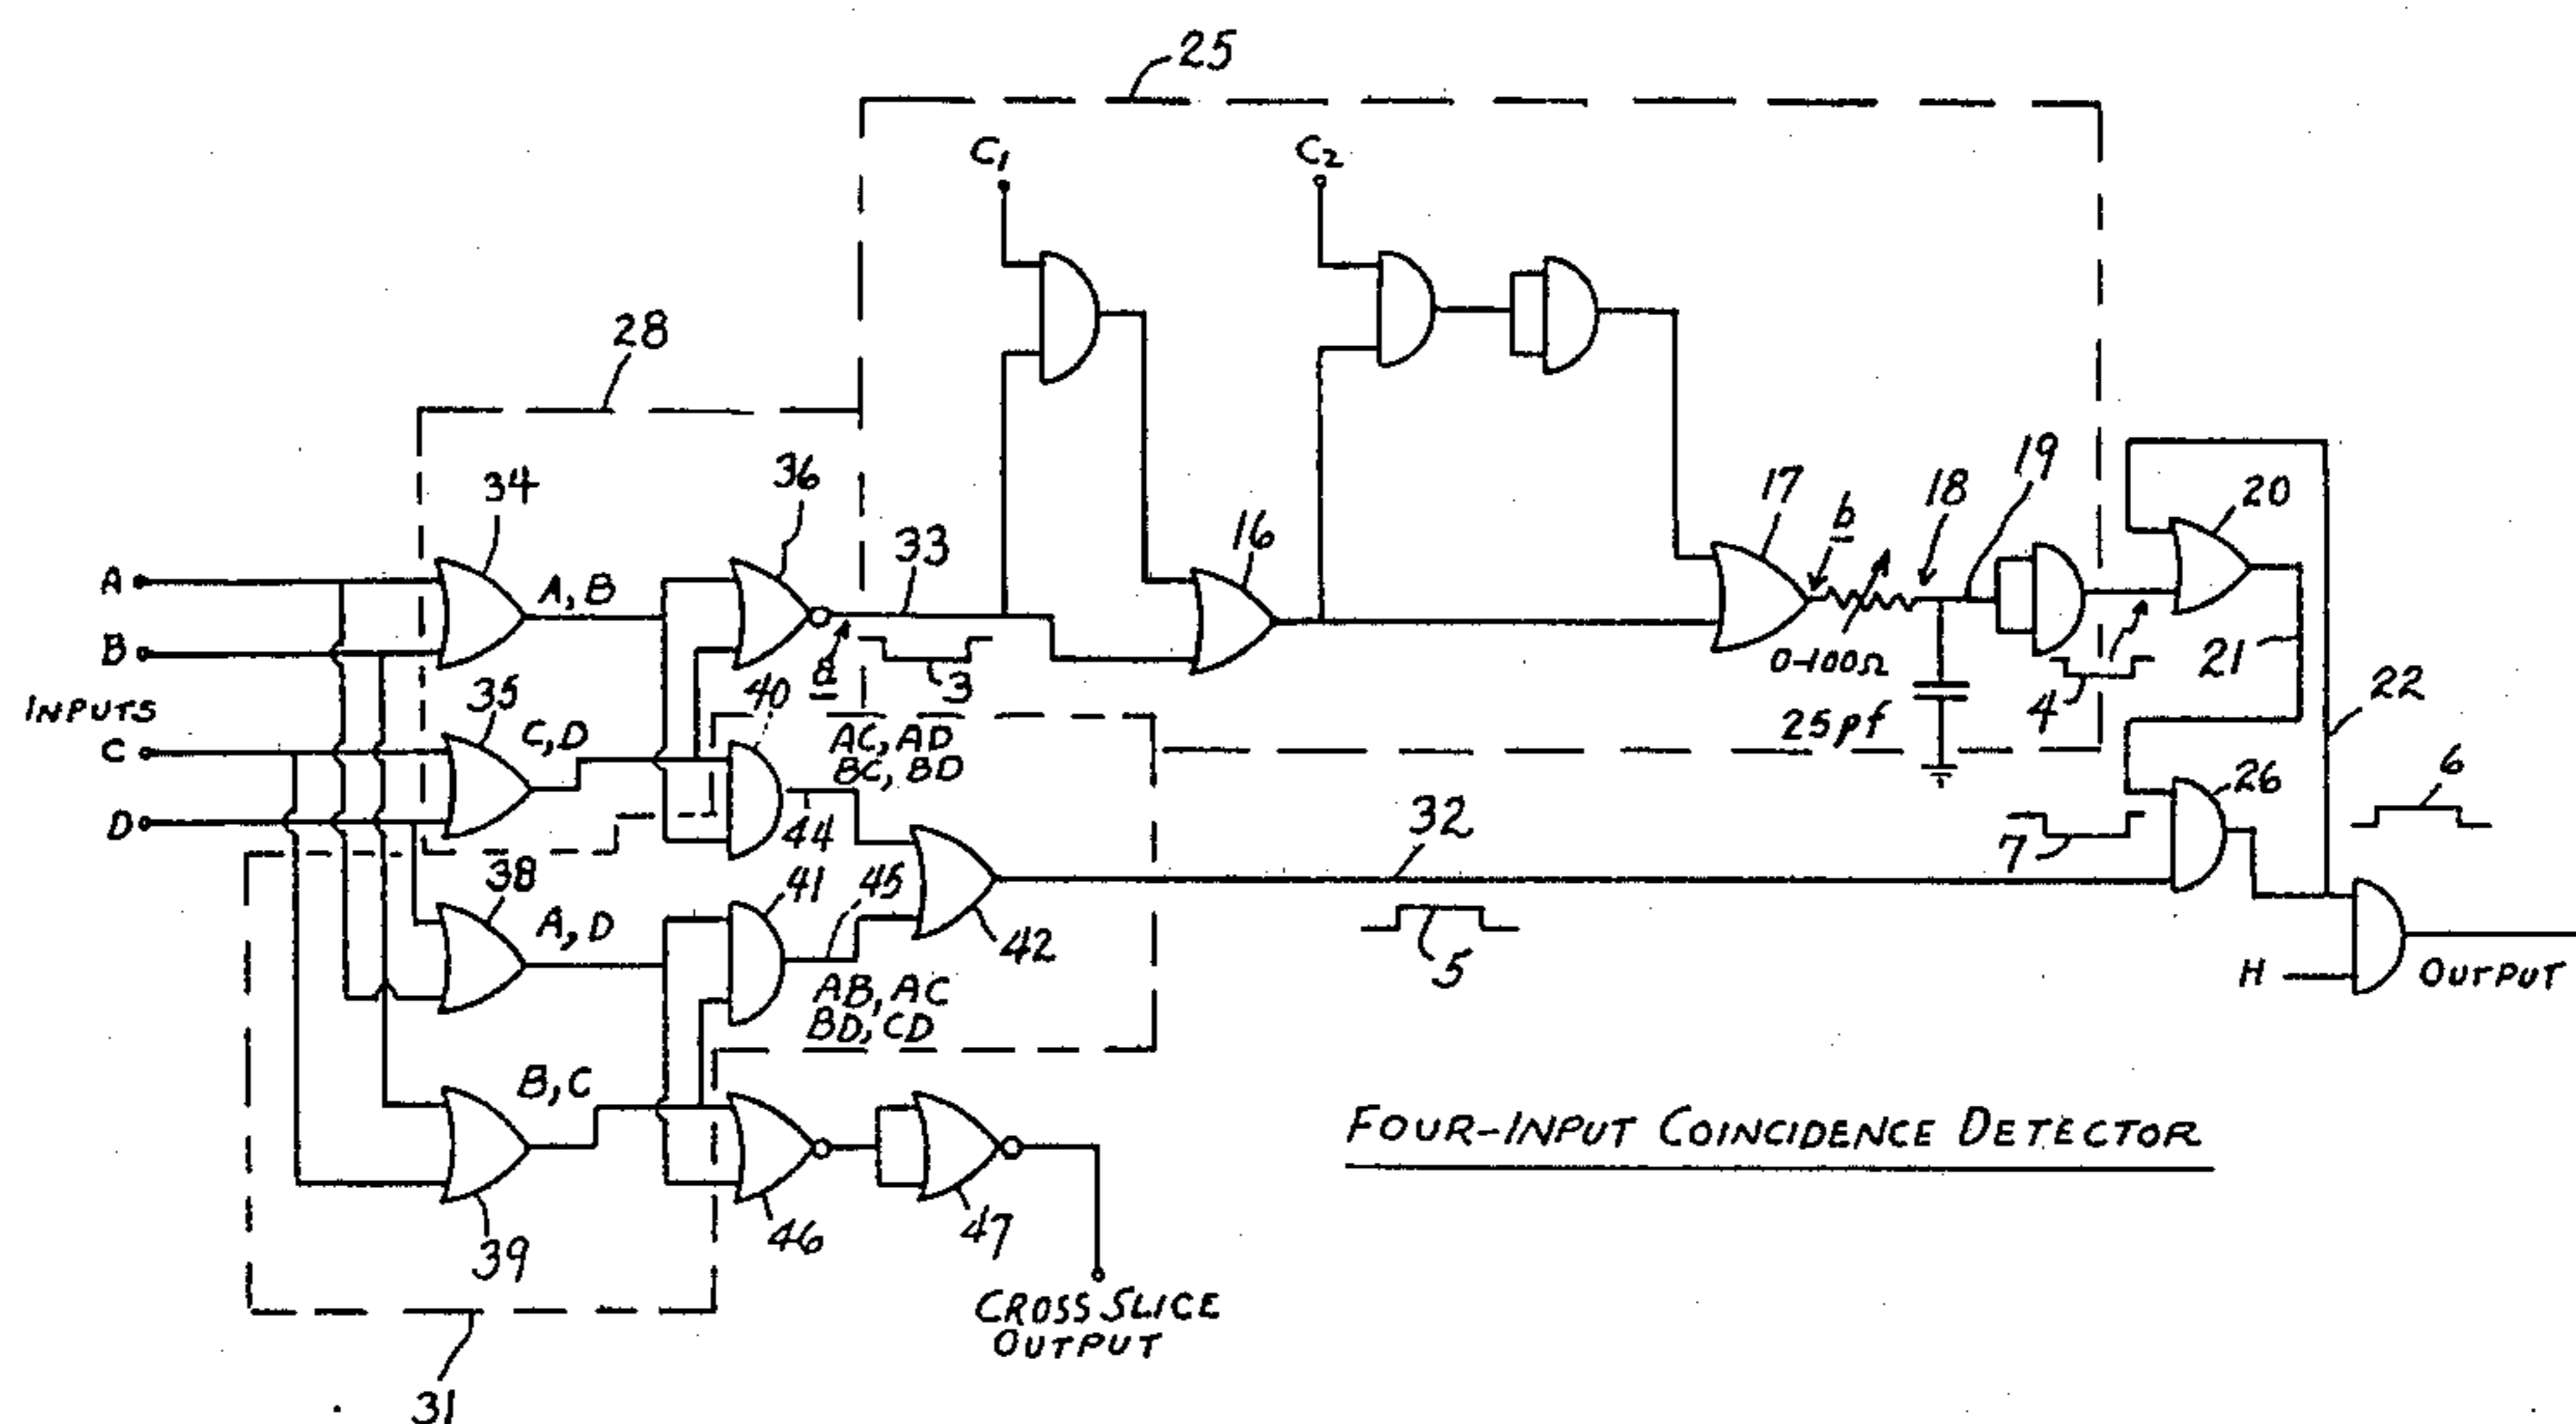 25
C1
C2
28
34
36
33
16
17
b
18
19
20
A
A, B
B
a
3
0-100Ω
4
21
22
INPUTS
35
40
C
C, D
AC, AD
BC, BD
25pf
26
6
D
44
32
7
38
41
45
A, D
42
5
H
OUTPUT
AB, AC
BD, CD
B, C
FOUR-INPUT COINCIDENCE DETECTOR
39
46
47
CROSS SLICE
OUTPUT
31